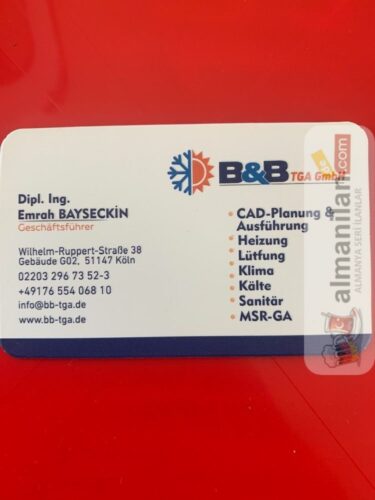 B&B TGA GmbH
Dipl. Ing.
Emrah BAYSECKİN
Geschäftsführer
Wilhelm-Ruppert-Straße 38
Gebäude G02, 51147 Köln
02203 296 73 52-3
+49176 554 068 10
info@bb-tga.de
www.bb-tga.de
• CAD-Planung &
Ausführung
• Heizung
• Lütfung
• Klima
• Kälte
• Sanitär
• MSR-GA
almanilan.com
ALMANYA SERİ İLANLAR